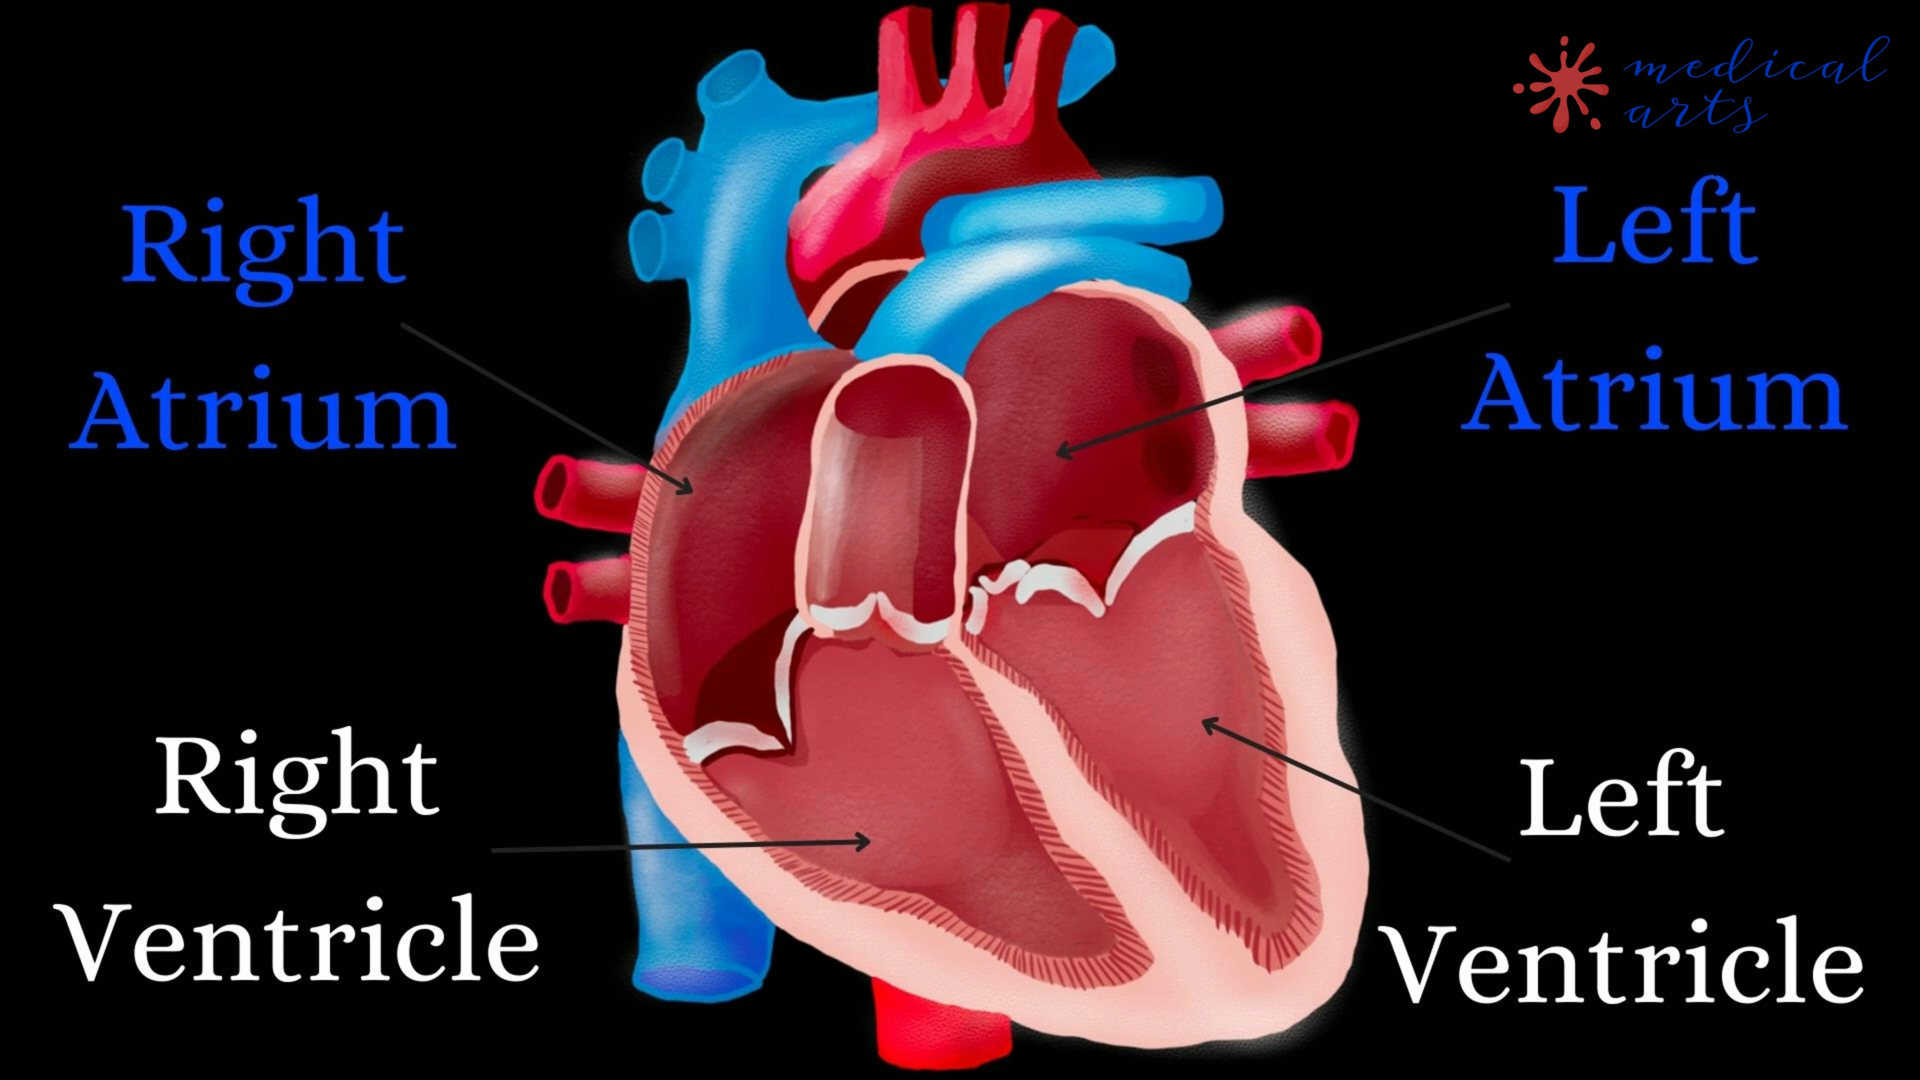 medical
arts
Right
Atrium
Left
Atrium
Right
Ventricle
Left
Ventricle